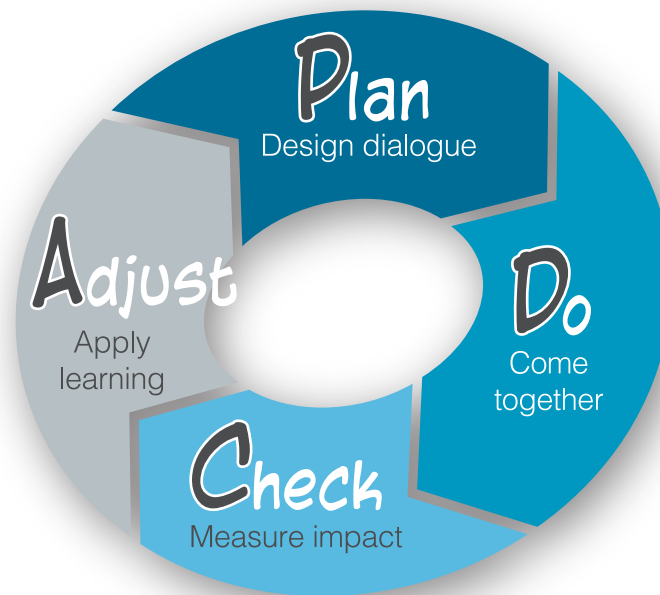 Plan
Design dialogue
Do
Come
together
Check
Measure impact
Adjust
Apply
learning